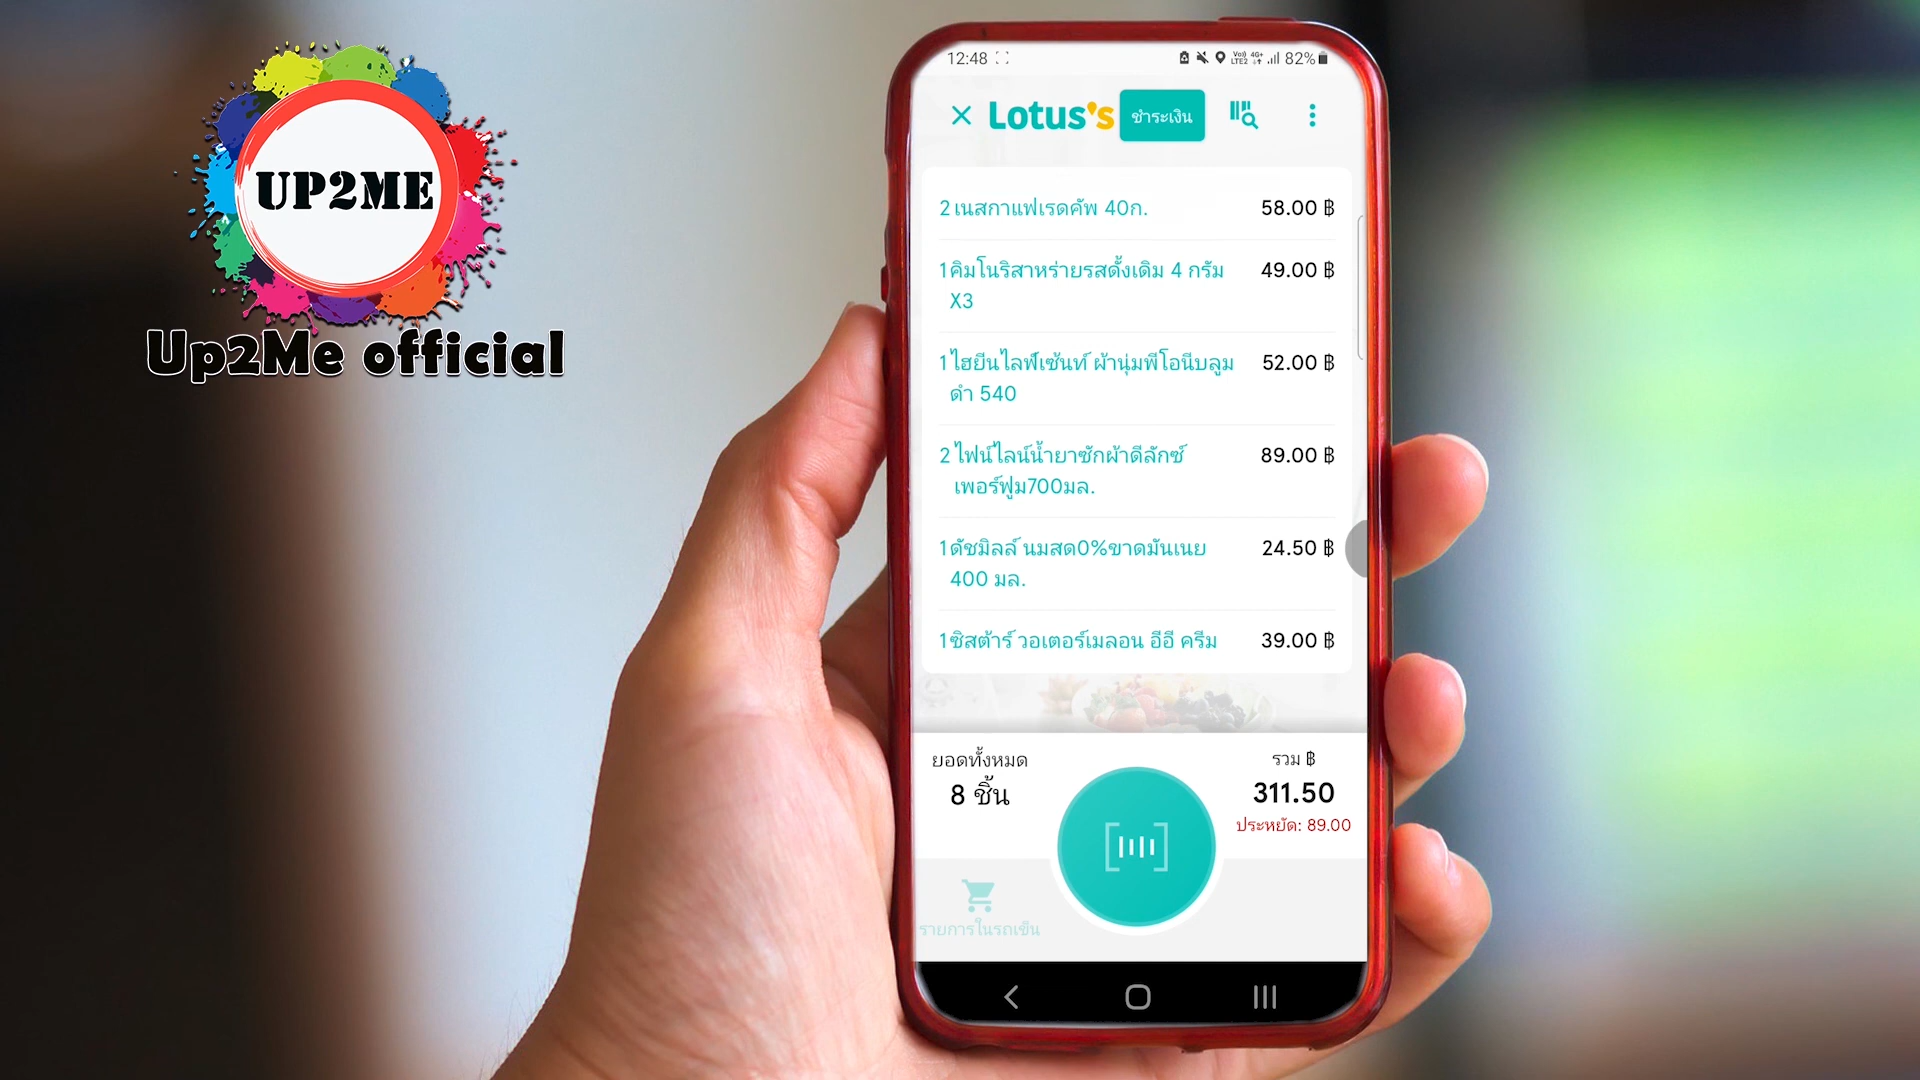 UP2ME
Up2Me official
12:48
Vo)) 4G+
LTE2
82%
Lotus's
ชำระเงิน
2 เนสกาแฟเรดคัพ 40ก. 58.00 ฿
1 คิมโนริสาหร่ายรสดั้งเดิม 4 กรัม 49.00 ฿
X3
1 ไฮยีนไลฟ์เซ้นท์ ผ้านุ่มพีโอนีบลูม 52.00 ฿
ดำ 540
2 ไฟน์ไลน์น้ำยาซักผ้าดีลักซ์ 89.00 ฿
เพอร์ฟูม700มล.
1 ดัชมิลล์ นมสด0%ขาดมันเนย 24.50 ฿
400 มล.
1 ซิสต้าร์ วอเตอร์เมลอน อีอี ครีม 39.00 ฿
ยอดทั้งหมด
8 ชิ้น
รวม ฿
311.50
ประหยัด: 89.00
รายการในรถเข็น